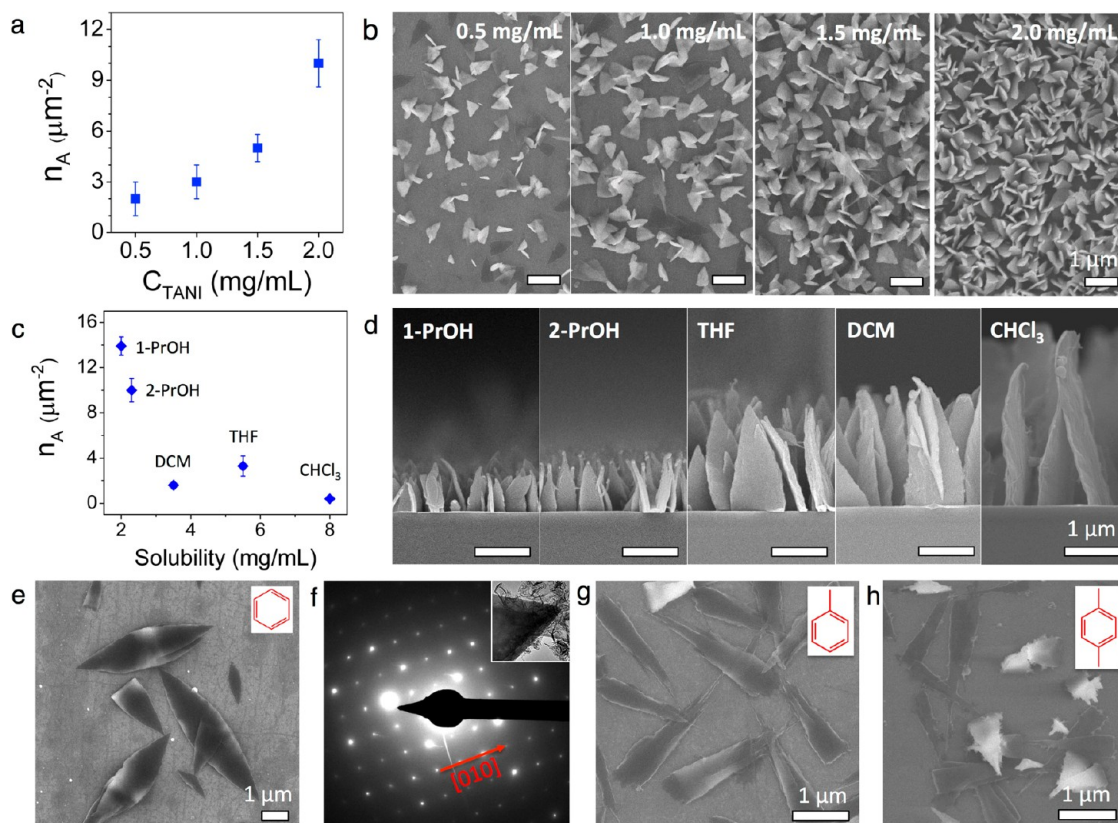 a
12
9
6
3
0
n_A (μm⁻²)
0.5 1.0 1.5 2.0
C_TANI (mg/mL)
b
0.5 mg/mL 1.0 mg/mL 1.5 mg/mL 2.0 mg/mL
1 μm
c
16
12
8
4
0
n_A (μm⁻²)
1-PrOH
2-PrOH
DCM
THF
CHCl₃
2 4 6 8
Solubility (mg/mL)
d
1-PrOH 2-PrOH THF DCM CHCl₃
1 μm
e
1 μm
f
[010]
g
1 μm
h
1 μm